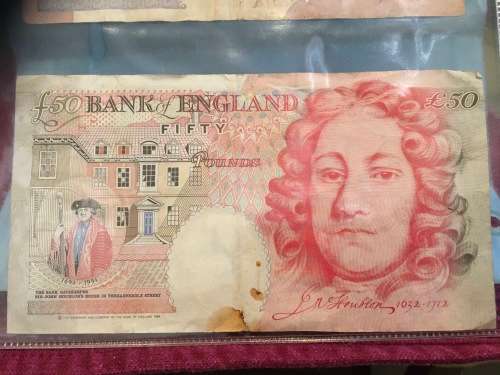 £50 BANK of ENGLAND £50
FIFTY
POUNDS
1694-1994
THE BANK GATEKEEPER
SIR JOHN HOUBLON'S HOUSE IN THREADNEEDLE STREET
Jn Houblon 1632-1712